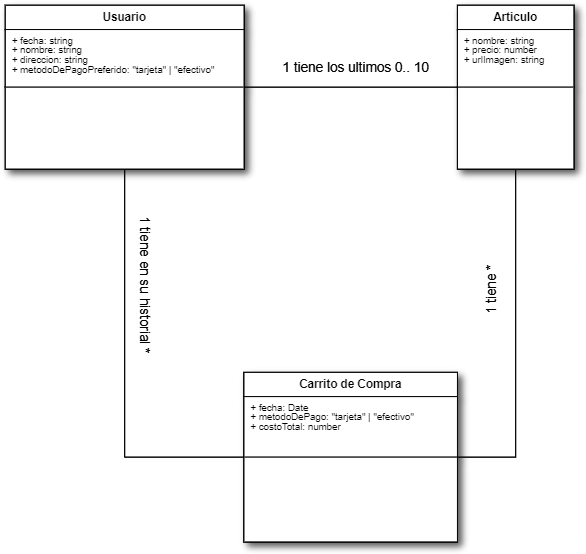 Usuario
+ fecha: string
+ nombre: string
+ direccion: string
+ metodoDePagoPreferido: "tarjeta" | "efectivo"
1 tiene los ultimos 0.. 10
Articulo
+ nombre: string
+ precio: number
+ urlImagen: string
1 tiene en su historial *
1 tiene *
Carrito de Compra
+ fecha: Date
+ metodoDePago: "tarjeta" | "efectivo"
+ costoTotal: number